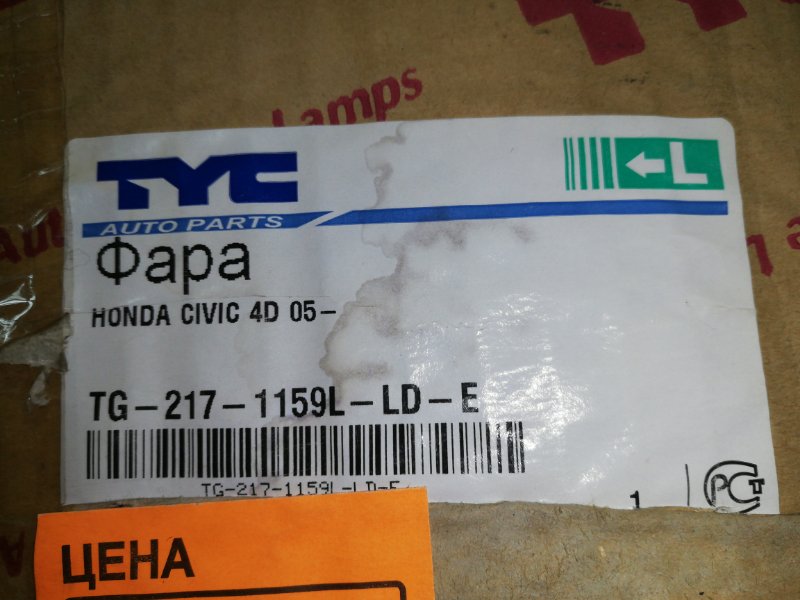 Lamps
TYC
L
AUTO PARTS
Фара
HONDA CIVIC 4D 05-
TG-217-1159L-LD-E
TG-217-1159L-LD-E
1
РСТ
ЦЕНА